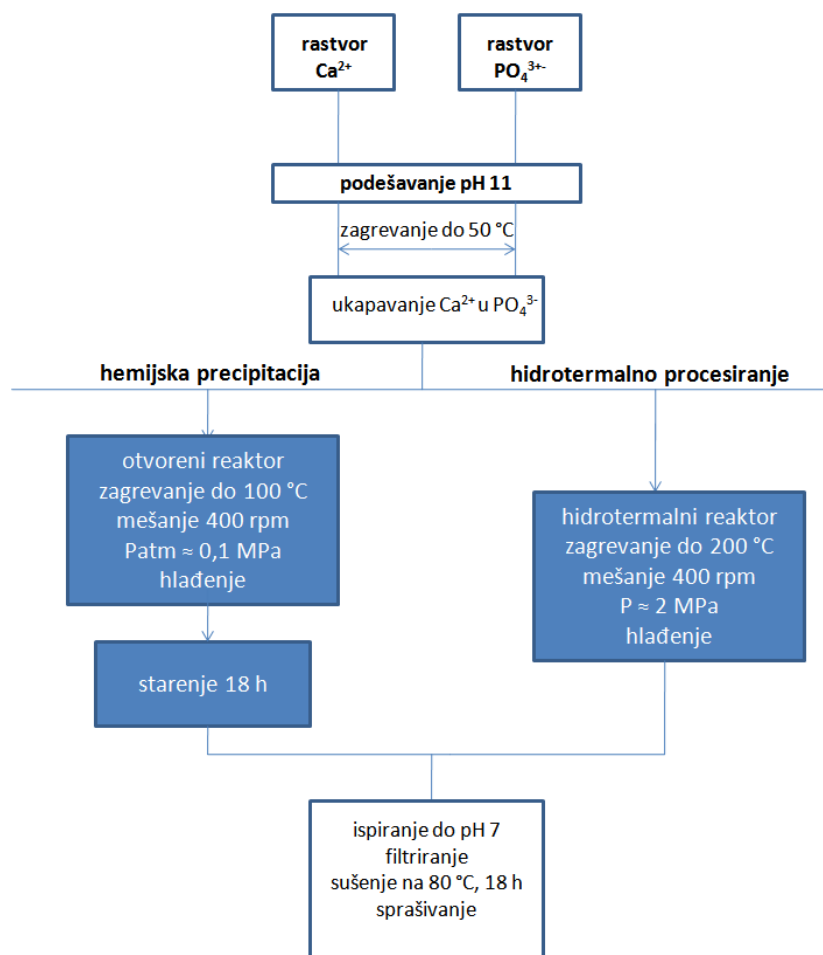 rastvor
Ca²⁺
rastvor
PO₄³⁺⁻
podešavanje pH 11
zagrevanje do 50 °C
ukapavanje Ca²⁺ u PO₄³⁻
hemijska precipitacija
hidrotermalno procesiranje
otvoreni reaktor
zagrevanje do 100 °C
mešanje 400 rpm
Patm ≈ 0,1 MPa
hlađenje
hidrotermalni reaktor
zagrevanje do 200 °C
mešanje 400 rpm
P ≈ 2 MPa
hlađenje
starenje 18 h
ispiranje do pH 7
filtriranje
sušenje na 80 °C, 18 h
sprašivanje